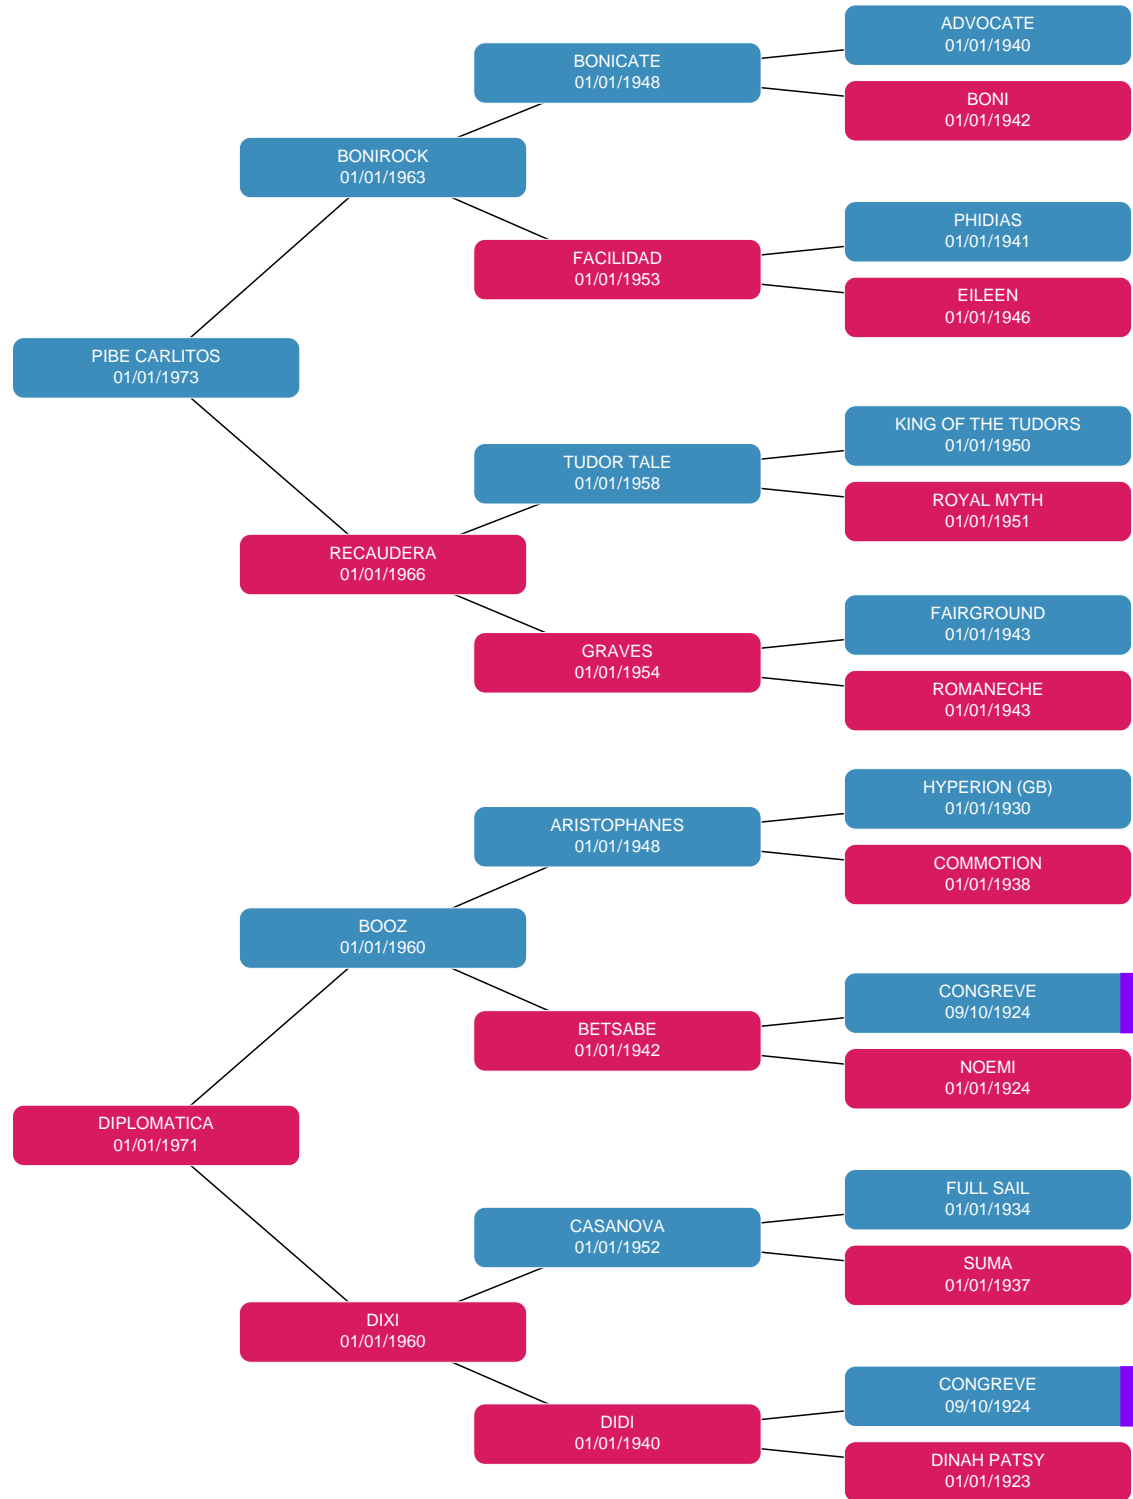 ADVOCATE
01/01/1940
BONICATE
01/01/1948
BONI
01/01/1942
BONIROCK
01/01/1963
PHIDIAS
01/01/1941
FACILIDAD
01/01/1953
EILEEN
01/01/1946
PIBE CARLITOS
01/01/1973
KING OF THE TUDORS
01/01/1950
TUDOR TALE
01/01/1958
ROYAL MYTH
01/01/1951
RECAUDERA
01/01/1966
FAIRGROUND
01/01/1943
GRAVES
01/01/1954
ROMANECHE
01/01/1943
HYPERION (GB)
01/01/1930
ARISTOPHANES
01/01/1948
COMMOTION
01/01/1938
BOOZ
01/01/1960
CONGREVE
09/10/1924
BETSABE
01/01/1942
NOEMI
01/01/1924
DIPLOMATICA
01/01/1971
FULL SAIL
01/01/1934
CASANOVA
01/01/1952
SUMA
01/01/1937
DIXI
01/01/1960
CONGREVE
09/10/1924
DIDI
01/01/1940
DINAH PATSY
01/01/1923